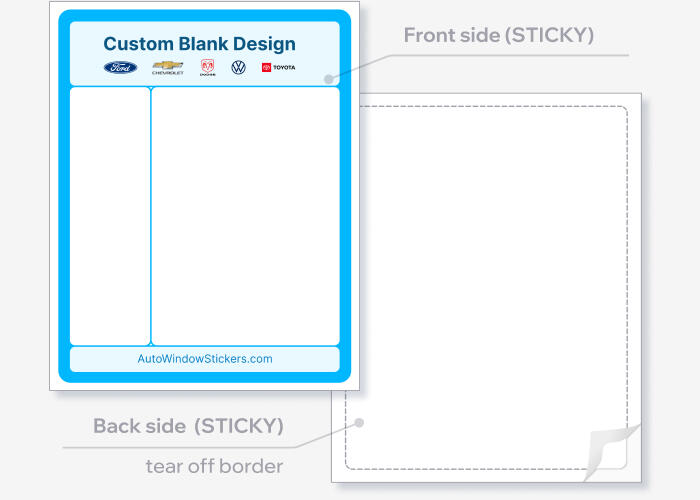 Custom Blank Design
Ford
CHEVROLET
DODGE
TOYOTA
Front side (STICKY)
AutoWindowStickers.com
Back side (STICKY)
tear off border